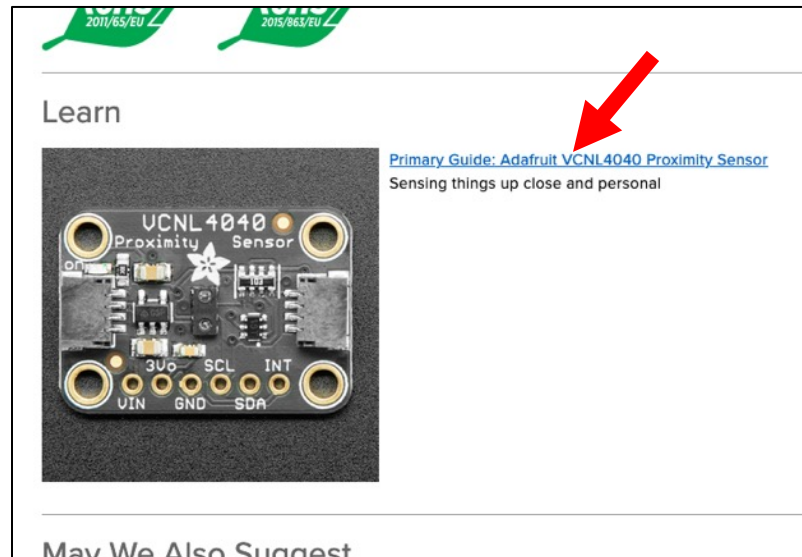 2011/65/EU
2015/863/EU
Learn
Primary Guide: Adafruit VCNL4040 Proximity Sensor
Sensing things up close and personal
VCNL4040
Proximity Sensor
on
3Vo SCL INT
VIN GND SDA
May We Also Suggest